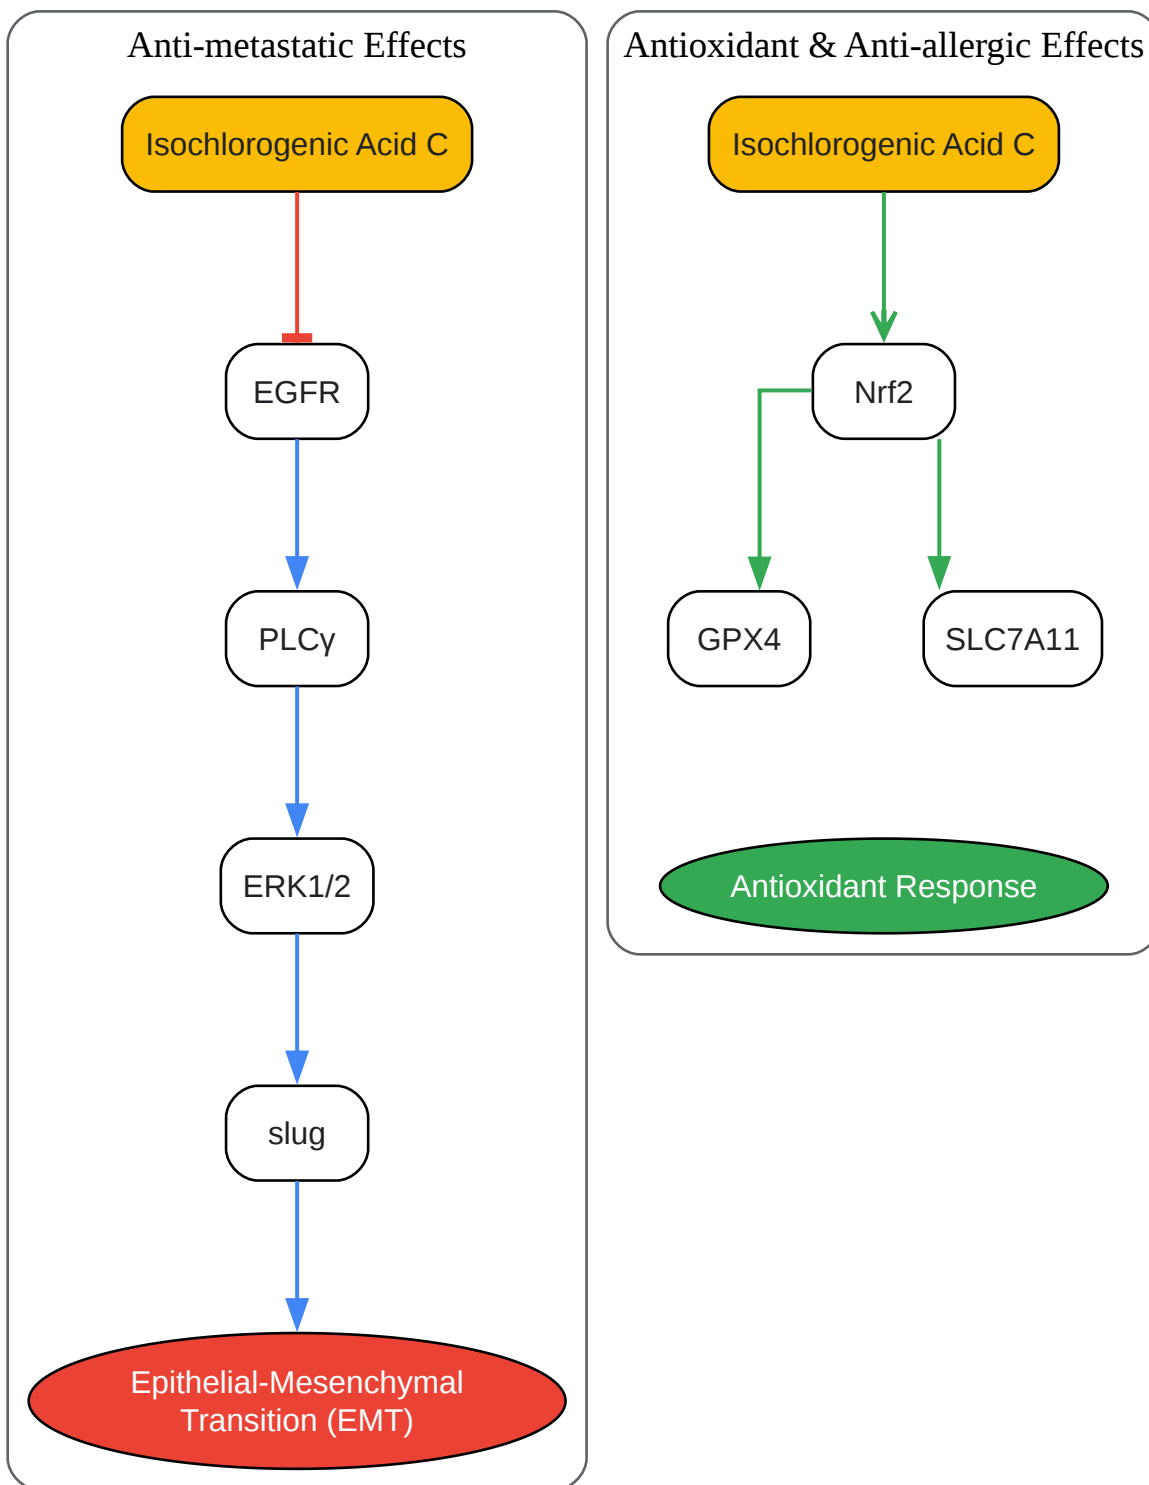 Anti-metastatic Effects
Isochlorogenic Acid C
EGFR
PLCγ
ERK1/2
slug
Epithelial-Mesenchymal
Transition (EMT)
Antioxidant & Anti-allergic Effects
Isochlorogenic Acid C
Nrf2
GPX4
SLC7A11
Antioxidant Response